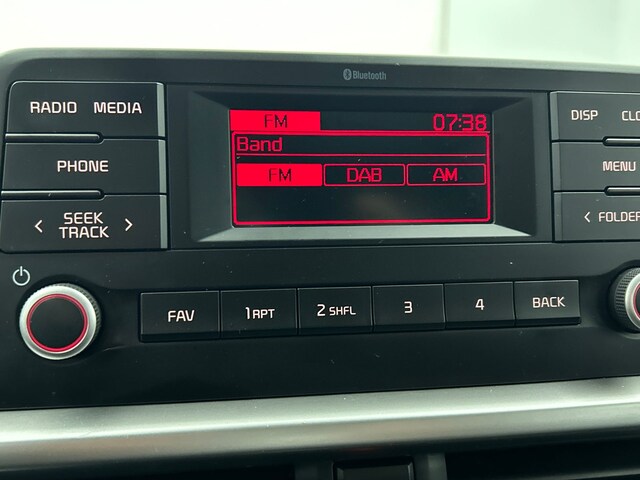 Bluetooth
RADIO MEDIA
PHONE
< SEEK >
TRACK
FM 07:38
Band
FM DAB AM
DISP CLO
MENU
< FOLDER
FAV 1 RPT 2 SHFL 3 4 BACK